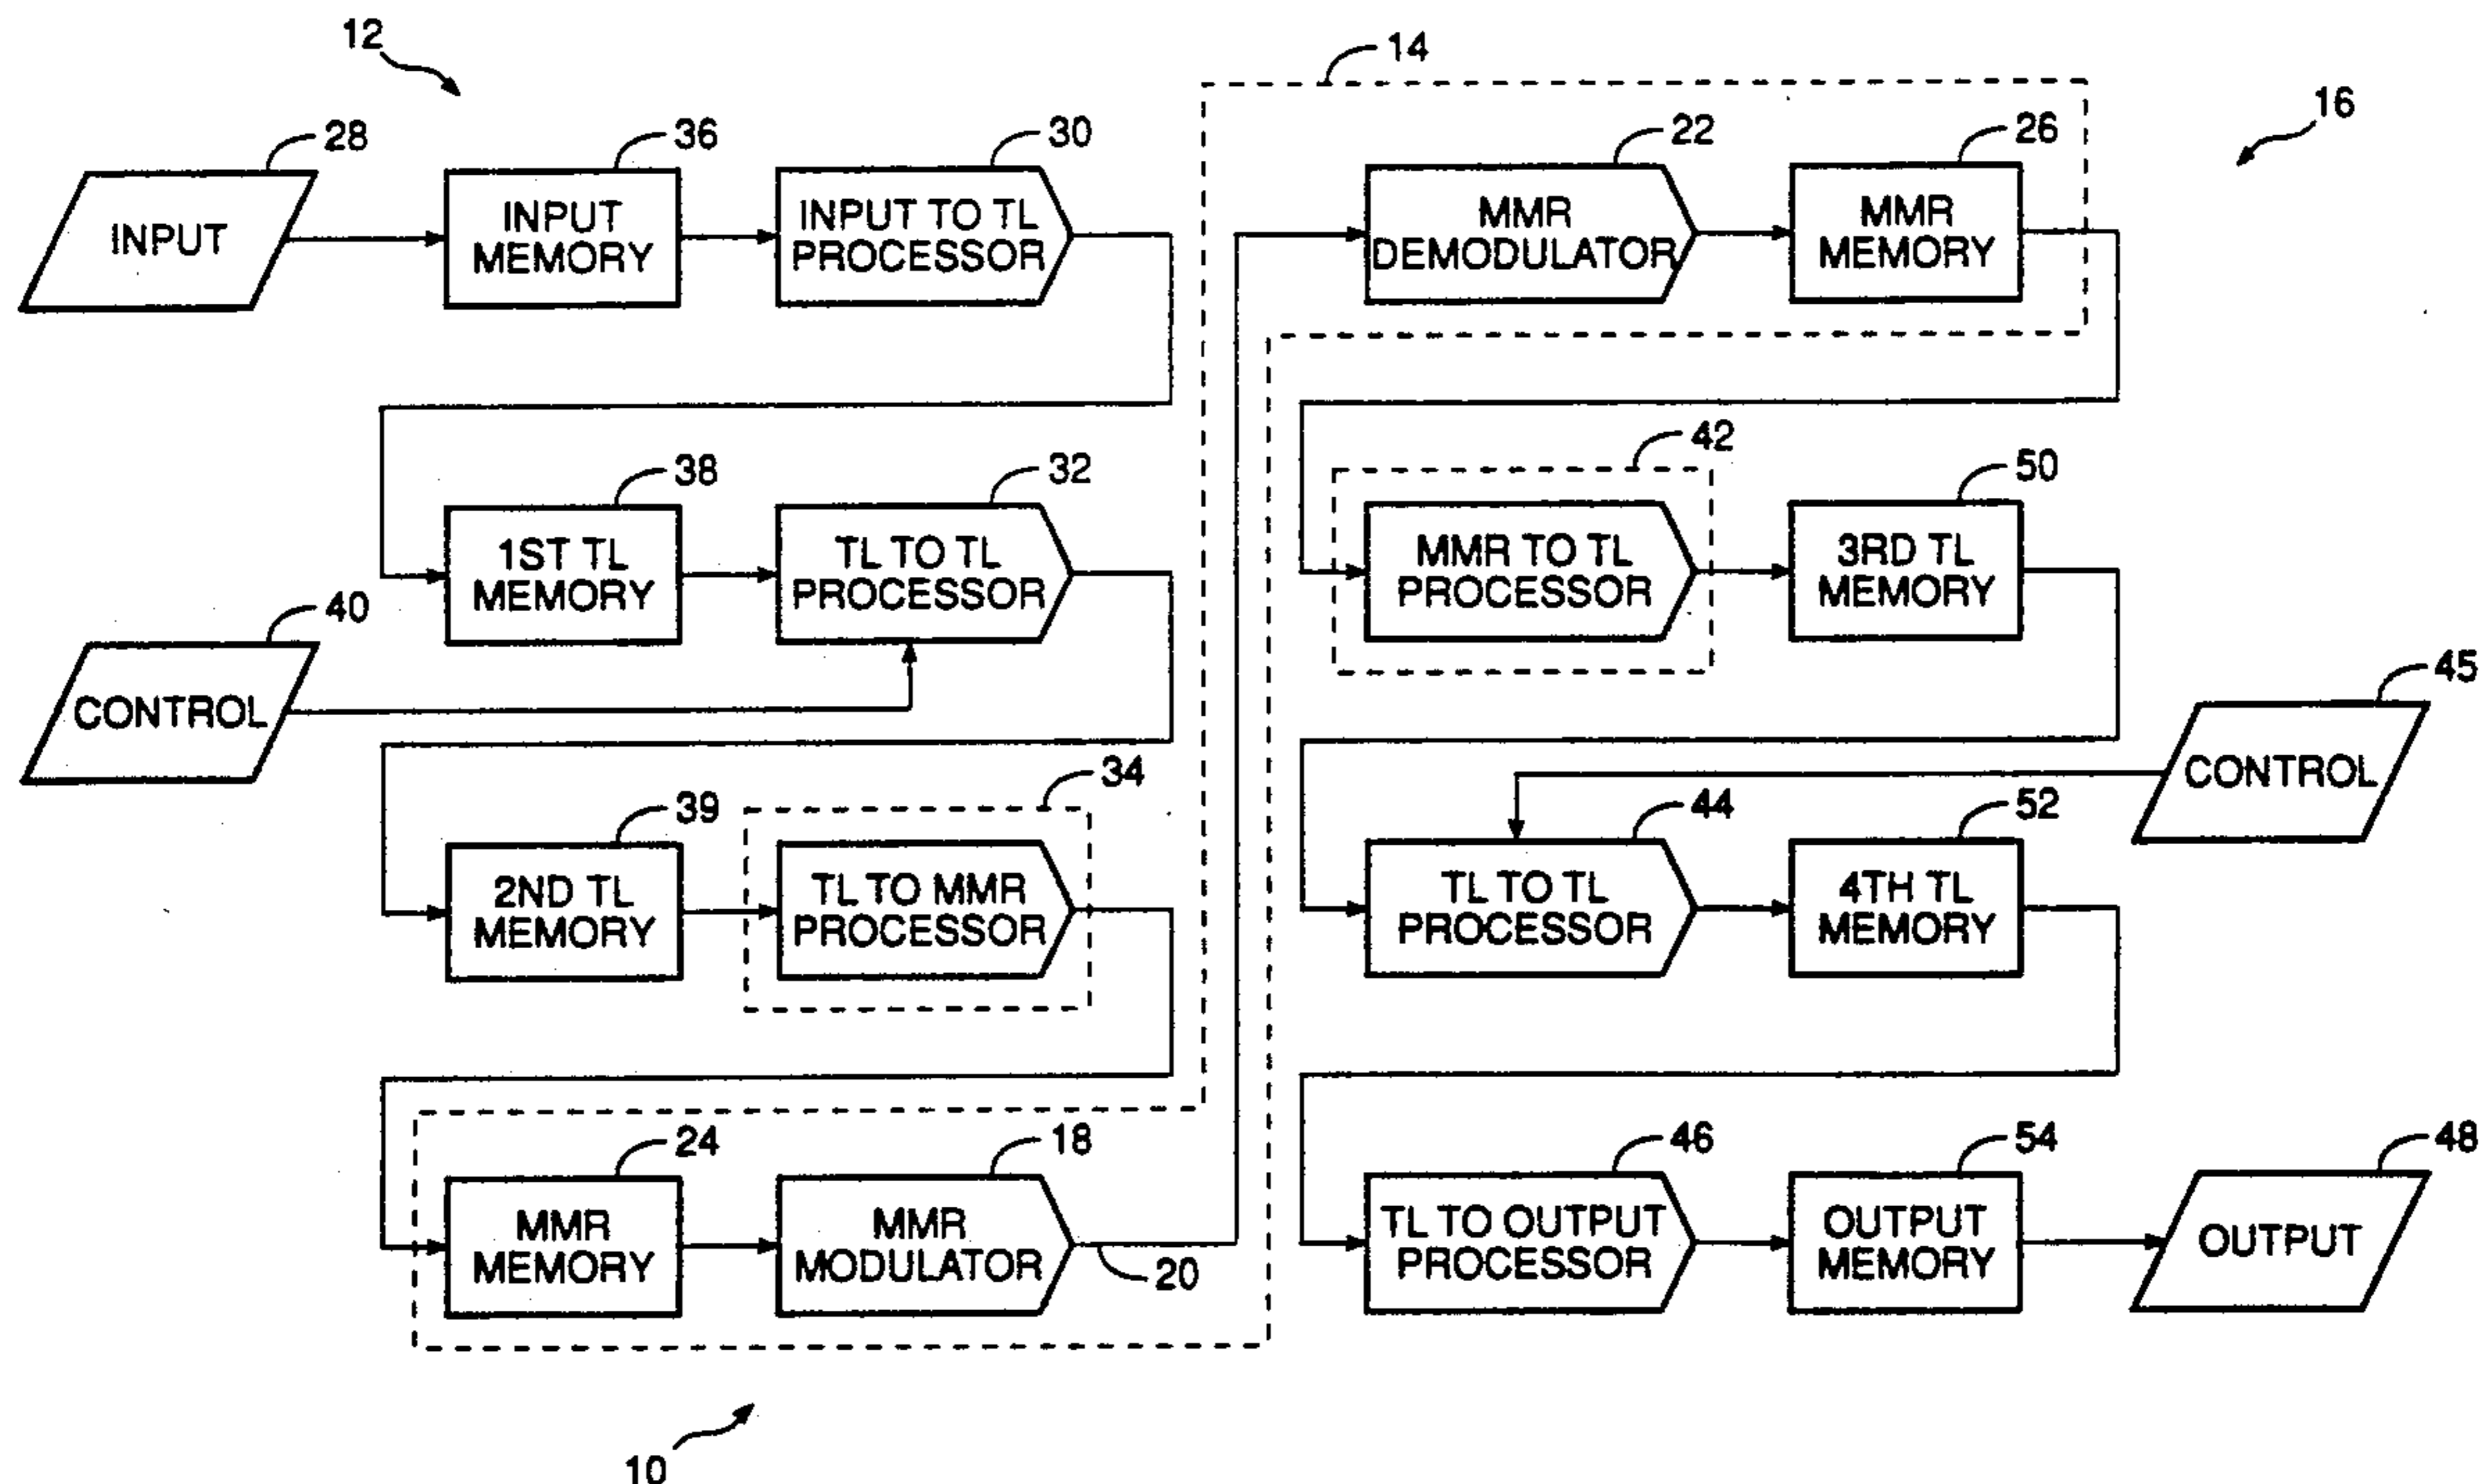 12
14
16
28
36
30
22
26
INPUT
INPUT
MEMORY
INPUT TO TL
PROCESSOR
MMR
DEMODULATOR
MMR
MEMORY
38
32
42
50
1ST TL
MEMORY
TL TO TL
PROCESSOR
MMR TO TL
PROCESSOR
3RD TL
MEMORY
40
CONTROL
45
CONTROL
39
34
44
52
2ND TL
MEMORY
TL TO MMR
PROCESSOR
TL TO TL
PROCESSOR
4TH TL
MEMORY
24
18
46
54
48
MMR
MEMORY
MMR
MODULATOR
20
TL TO OUTPUT
PROCESSOR
OUTPUT
MEMORY
OUTPUT
10